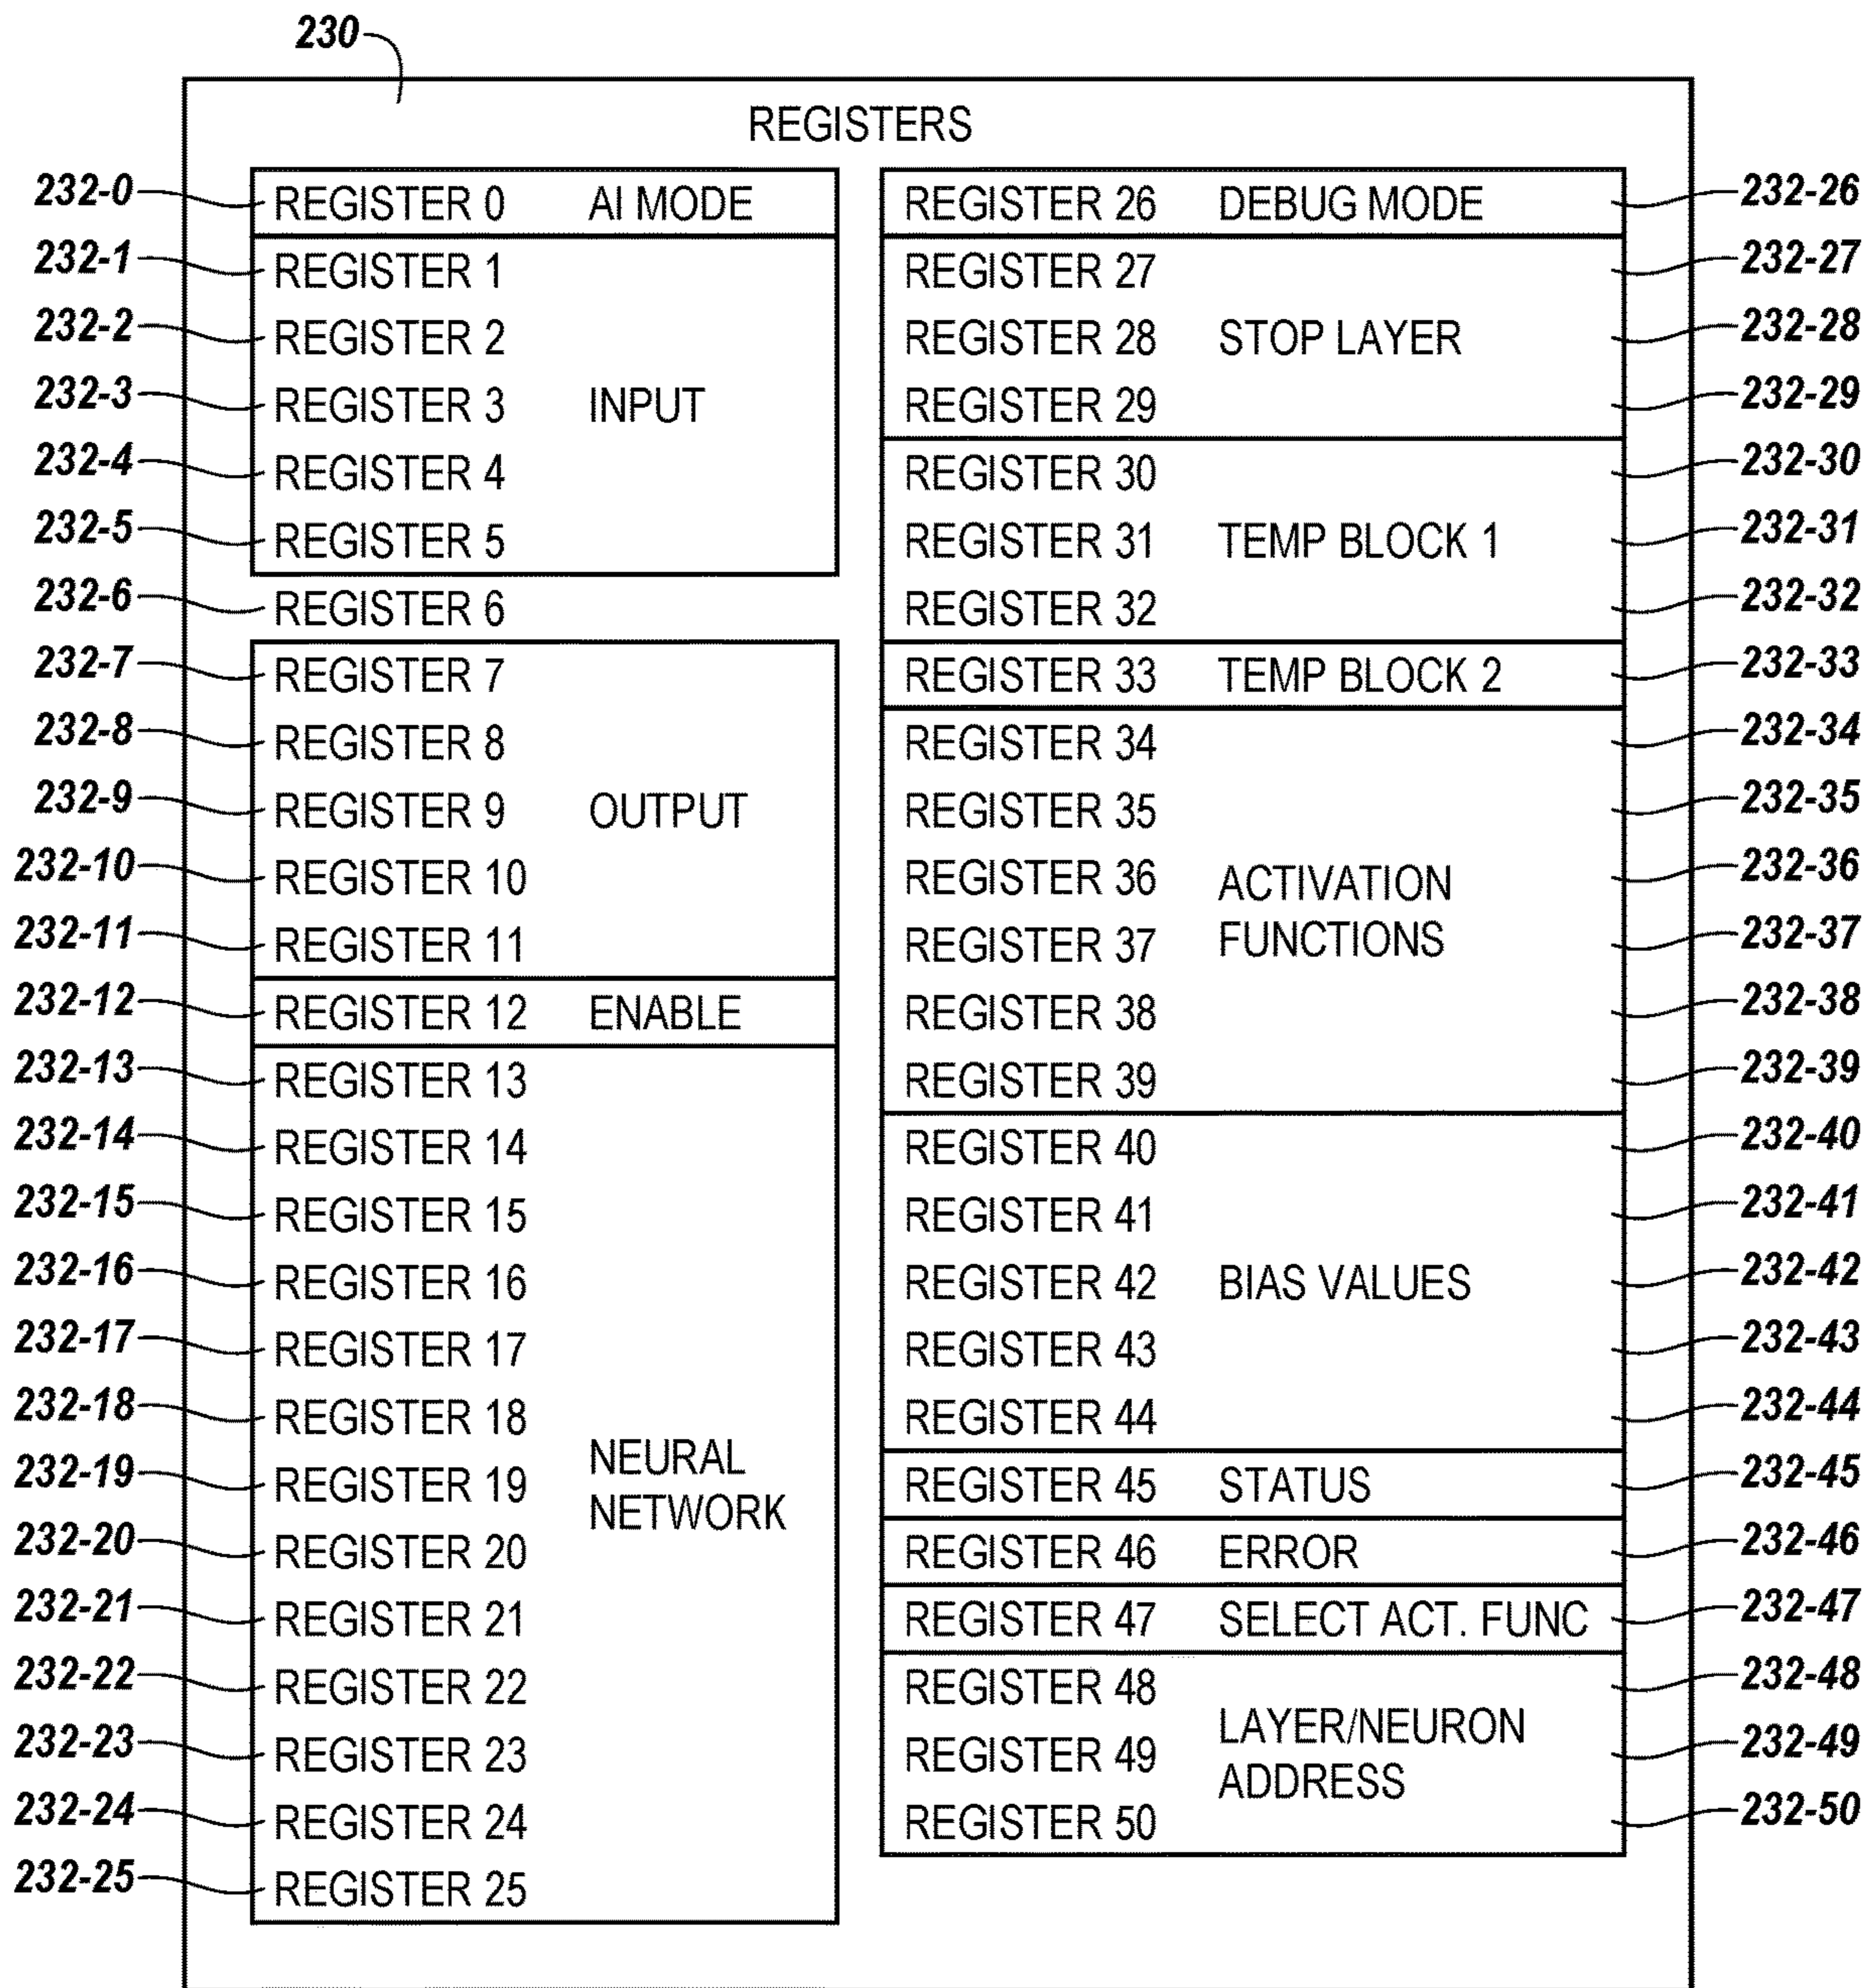 230
REGISTERS
232-0 REGISTER 0 AI MODE
232-1 REGISTER 1
232-2 REGISTER 2
232-3 REGISTER 3 INPUT
232-4 REGISTER 4
232-5 REGISTER 5
232-6 REGISTER 6
232-7 REGISTER 7
232-8 REGISTER 8
232-9 REGISTER 9 OUTPUT
232-10 REGISTER 10
232-11 REGISTER 11
232-12 REGISTER 12 ENABLE
232-13 REGISTER 13
232-14 REGISTER 14
232-15 REGISTER 15
232-16 REGISTER 16
232-17 REGISTER 17
232-18 REGISTER 18
NEURAL
232-19 REGISTER 19
NETWORK
232-20 REGISTER 20
232-21 REGISTER 21
232-22 REGISTER 22
232-23 REGISTER 23
232-24 REGISTER 24
232-25 REGISTER 25
REGISTER 26 DEBUG MODE 232-26
REGISTER 27 232-27
REGISTER 28 STOP LAYER 232-28
REGISTER 29 232-29
REGISTER 30 232-30
REGISTER 31 TEMP BLOCK 1 232-31
REGISTER 32 232-32
REGISTER 33 TEMP BLOCK 2 232-33
REGISTER 34 232-34
REGISTER 35 232-35
REGISTER 36 ACTIVATION 232-36
REGISTER 37 FUNCTIONS 232-37
REGISTER 38 232-38
REGISTER 39 232-39
REGISTER 40 232-40
REGISTER 41 232-41
REGISTER 42 BIAS VALUES 232-42
REGISTER 43 232-43
REGISTER 44 232-44
REGISTER 45 STATUS 232-45
REGISTER 46 ERROR 232-46
REGISTER 47 SELECT ACT. FUNC 232-47
REGISTER 48 232-48
LAYER/NEURON
REGISTER 49 232-49
ADDRESS
REGISTER 50 232-50